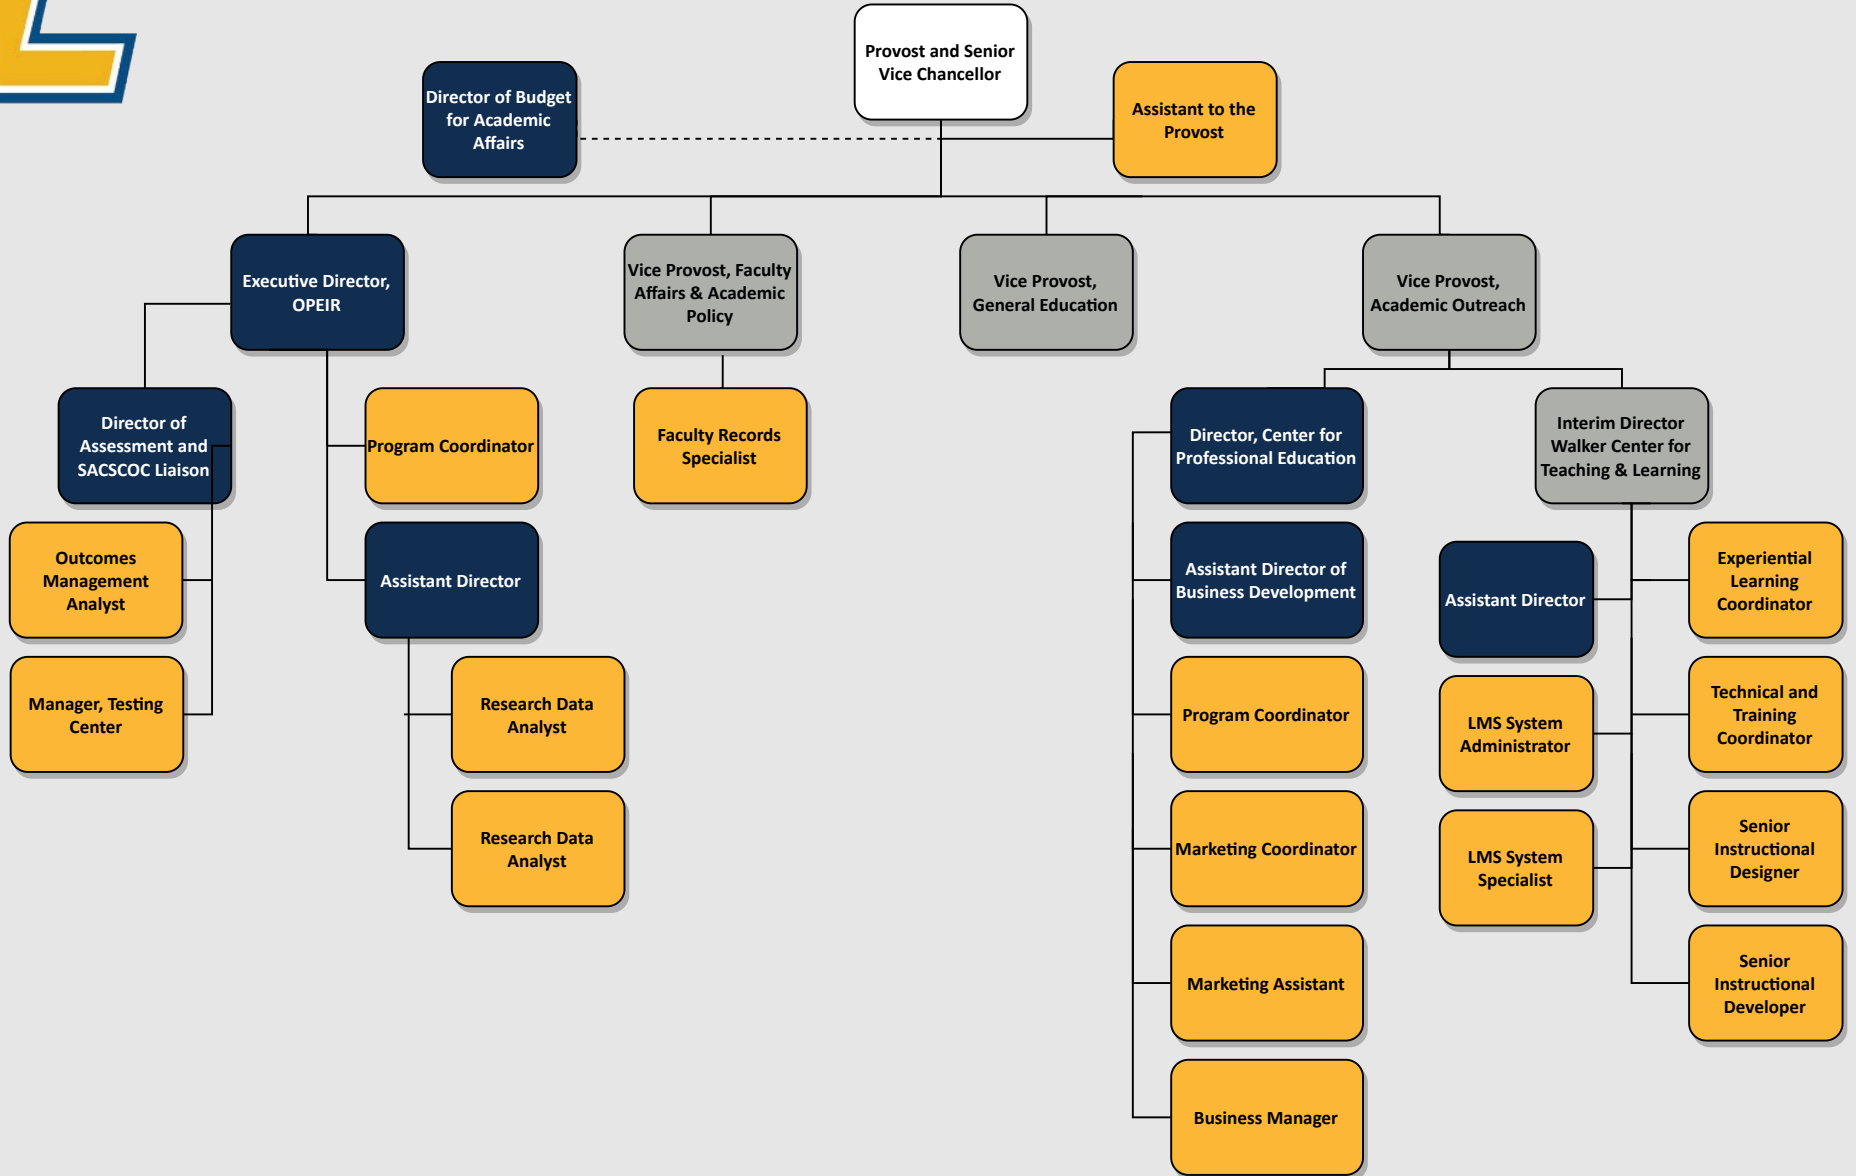 Provost and Senior
Vice Chancellor
Director of Budget
for Academic
Affairs
Assistant to the
Provost
Executive Director,
OPEIR
Vice Provost, Faculty
Affairs & Academic
Policy
Vice Provost,
General Education
Vice Provost,
Academic Outreach
Director of
Assessment and
SACSCOC Liaison
Program Coordinator
Faculty Records
Specialist
Director, Center for
Professional Education
Interim Director
Walker Center for
Teaching & Learning
Outcomes
Management
Analyst
Assistant Director
Assistant Director of
Business Development
Assistant Director
Experiential
Learning
Coordinator
Manager, Testing
Center
Research Data
Analyst
Program Coordinator
LMS System
Administrator
Technical and
Training
Coordinator
Research Data
Analyst
Marketing Coordinator
LMS System
Specialist
Senior
Instructional
Designer
Marketing Assistant
Senior
Instructional
Developer
Business Manager